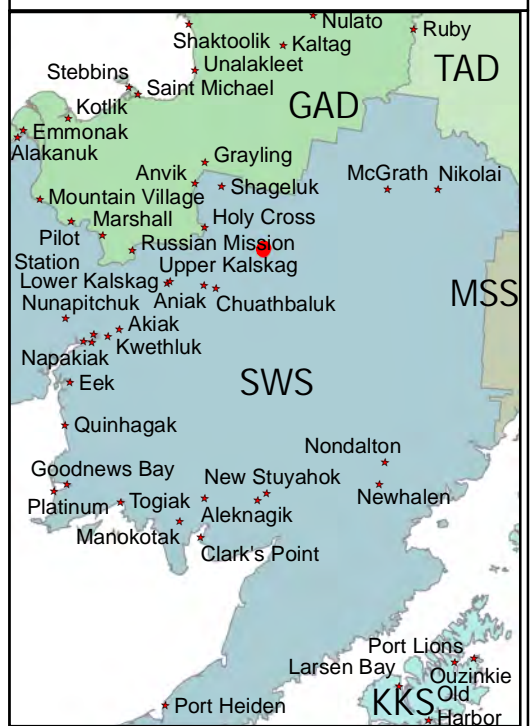 Nulato
Ruby
Shaktoolik
Kaltag
Unalakleet
TAD
Stebbins
Saint Michael
GAD
Kotlik
Emmonak
Alakanuk
Grayling
Anvik
Shageluk
McGrath
Nikolai
Mountain Village
Marshall
Holy Cross
Pilot
Station
Russian Mission
Upper Kalskag
Lower Kalskag
Aniak
Chuathbaluk
MSS
Nunapitchuk
Akiak
Kwethluk
Napakiak
Eek
SWS
Quinhagak
Nondalton
Goodnews Bay
New Stuyahok
Newhalen
Platinum
Togiak
Aleknagik
Manokotak
Clark's Point
Port Lions
Larsen Bay
Ouzinkie
KKS
Old
Harbor
Port Heiden